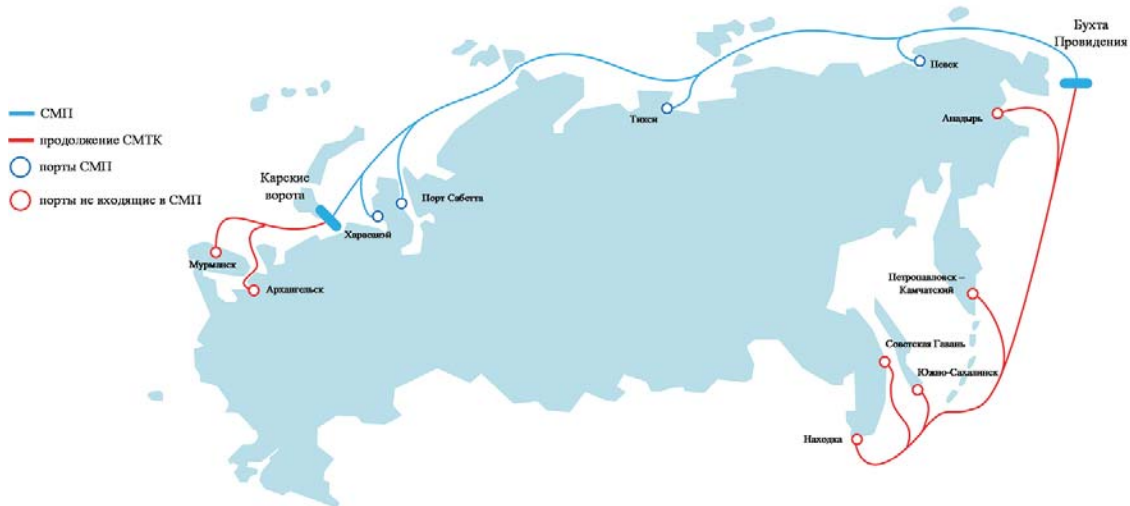 Бухта
Провидения
Певек
СМП
Тикси
Анадырь
продолжение СМТК
порты СМП
Карские
ворота
Порт Сабетта
порты не входящие в СМП
Харасавэй
Мурманск
Архангельск
Петропавловск –
Камчатский
Советская Гавань
Южно-Сахалинск
Находка